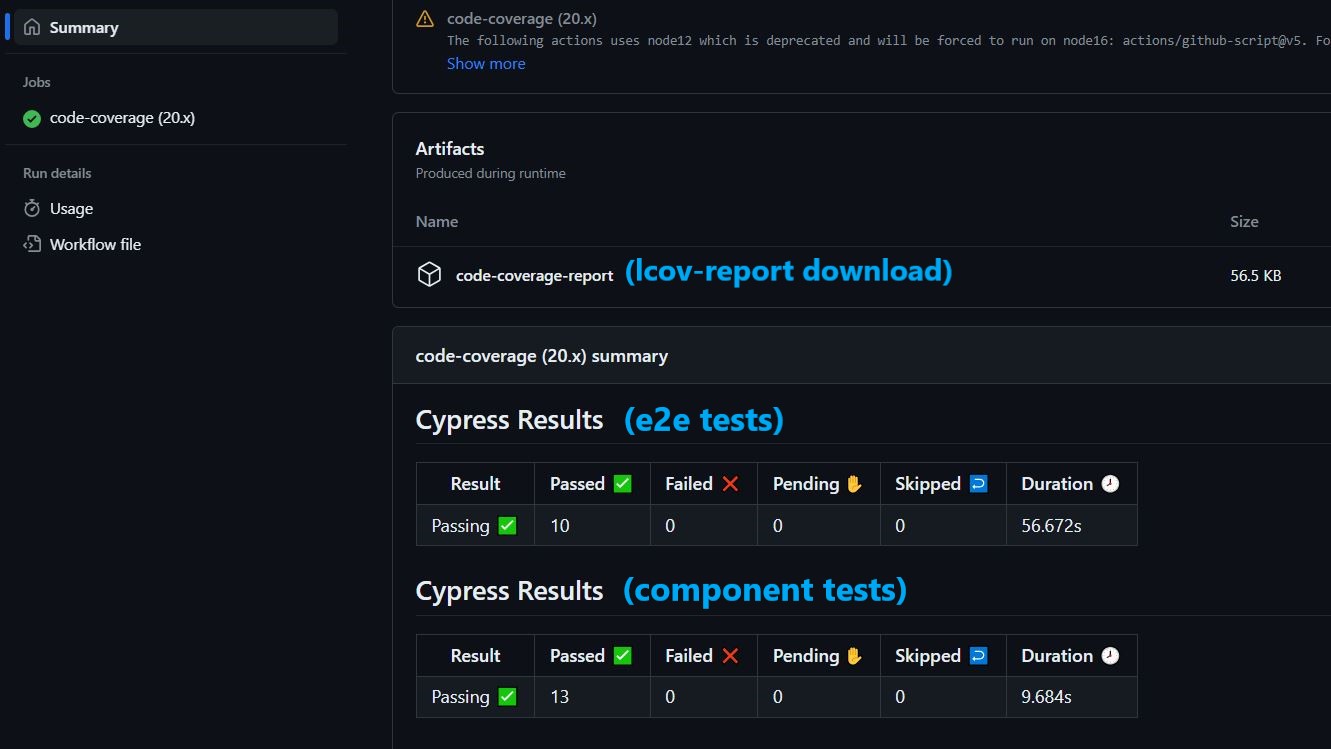 Summary
Jobs
code-coverage (20.x)
Run details
Usage
Workflow file
code-coverage (20.x)
The following actions uses node12 which is deprecated and will be forced to run on node16: actions/github-script@v5. Fo
Show more
Artifacts
Produced during runtime
Name Size
code-coverage-report (lcov-report download) 56.5 KB
code-coverage (20.x) summary
Cypress Results (e2e tests)
Result Passed ✅ Failed ❌ Pending ✋ Skipped ↩️ Duration 🕗
Passing ✅ 10 0 0 0 56.672s
Cypress Results (component tests)
Result Passed ✅ Failed ❌ Pending ✋ Skipped ↩️ Duration 🕗
Passing ✅ 13 0 0 0 9.684s